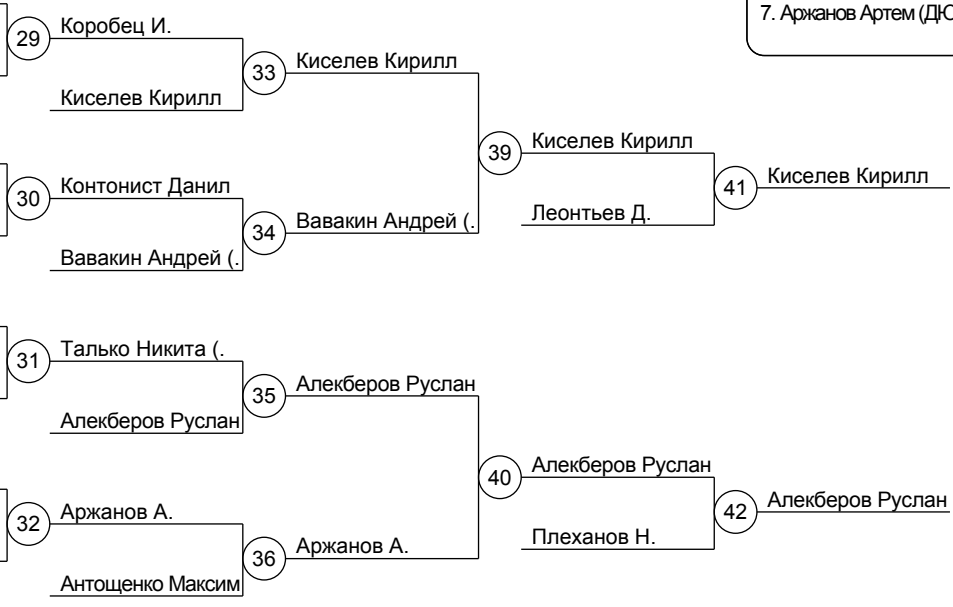 7. Аржанов Артем (ДЮ
29
Коробец И.
Киселев Кирилл
33
Киселев Кирилл
30
Контонист Данил
Вавакин Андрей (.
34
Вавакин Андрей (.
39
Киселев Кирилл
Леонтьев Д.
41
Киселев Кирилл
31
Талько Никита (.
Алекберов Руслан
35
Алекберов Руслан
32
Аржанов А.
Антощенко Максим
36
Аржанов А.
40
Алекберов Руслан
Плеханов Н.
42
Алекберов Руслан